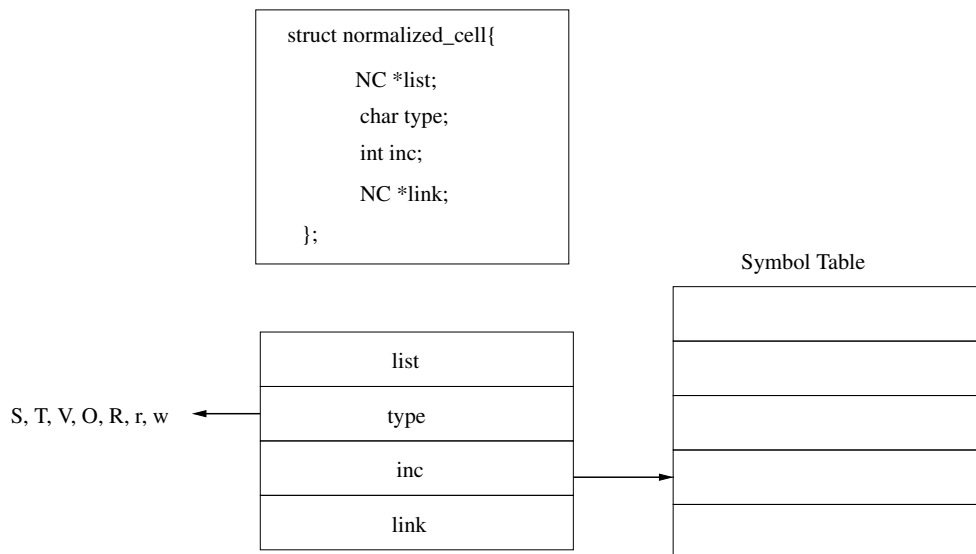 struct normalized_cell{
NC *list;
char type;
int inc;
NC *link;
};
Symbol Table
list
S, T, V, O, R, r, w
type
inc
link